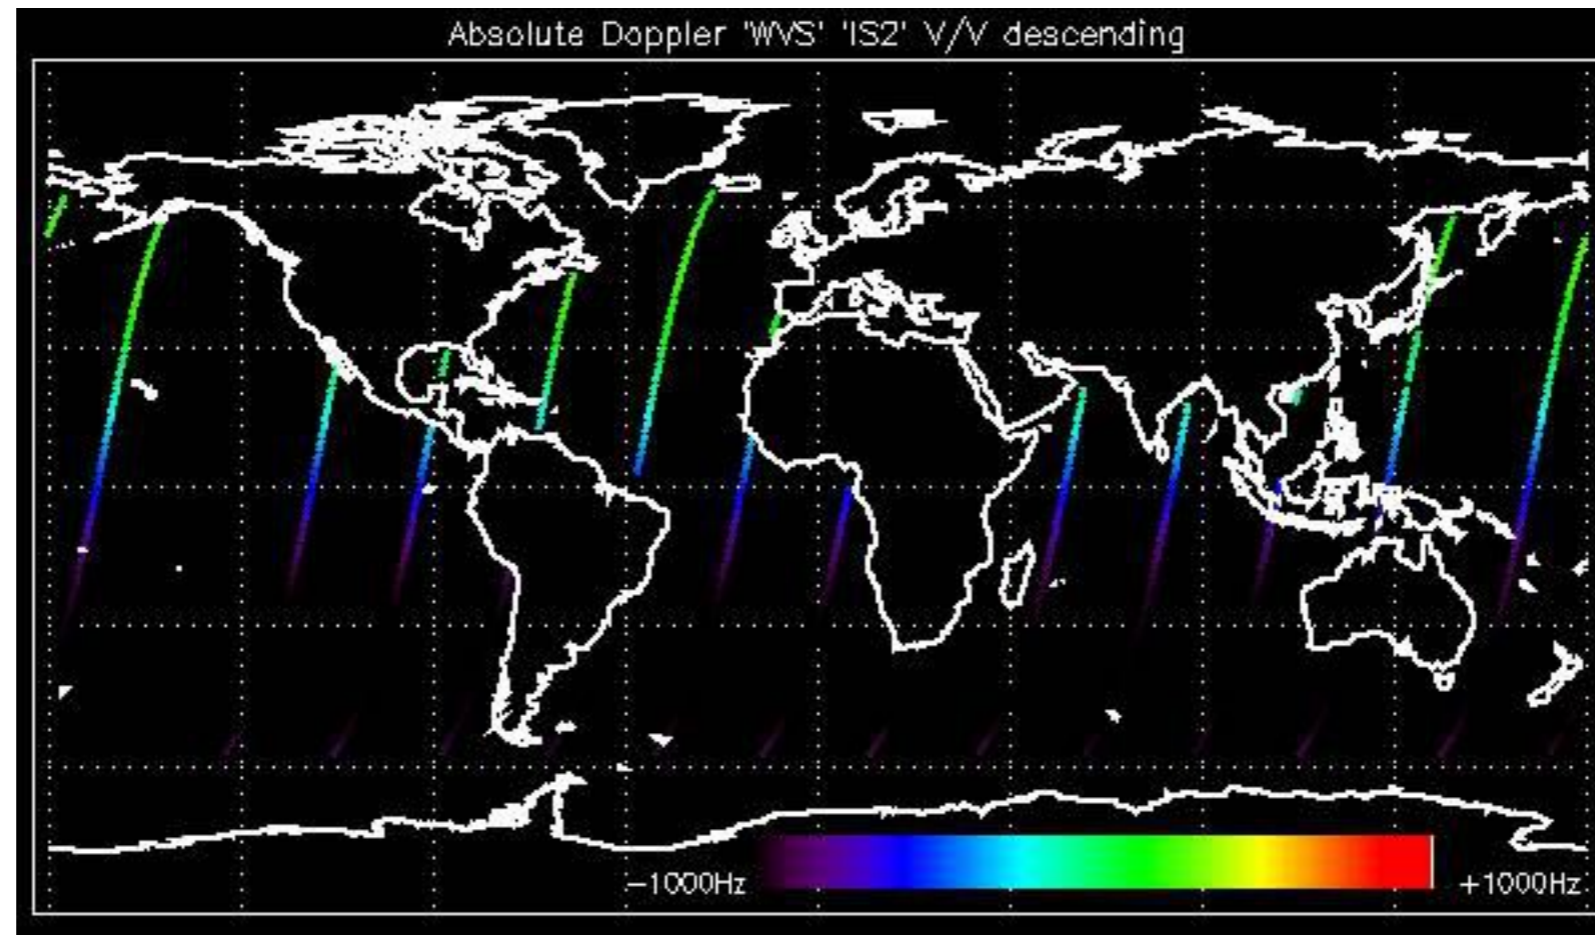 Absolute Doppler 'WVS' 'IS2' V/V descending
−1000Hz
+1000Hz